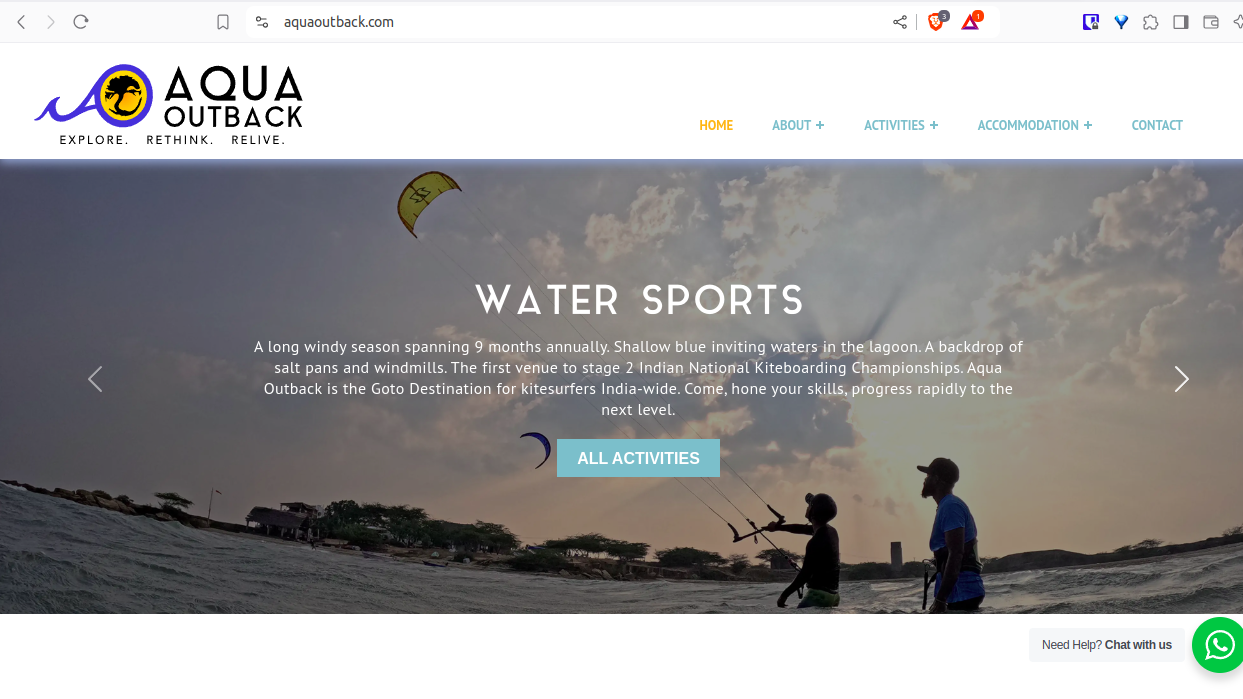 aquaoutback.com
3
1
AQUA
OUTBACK
EXPLORE. RETHINK. RELIVE.
HOME ABOUT + ACTIVITIES + ACCOMMODATION + CONTACT
WATER SPORTS
A long windy season spanning 9 months annually. Shallow blue inviting waters in the lagoon. A backdrop of
salt pans and windmills. The first venue to stage 2 Indian National Kiteboarding Championships. Aqua
Outback is the Goto Destination for kitesurfers India-wide. Come, hone your skills, progress rapidly to the
next level.
ALL ACTIVITIES
Need Help? Chat with us